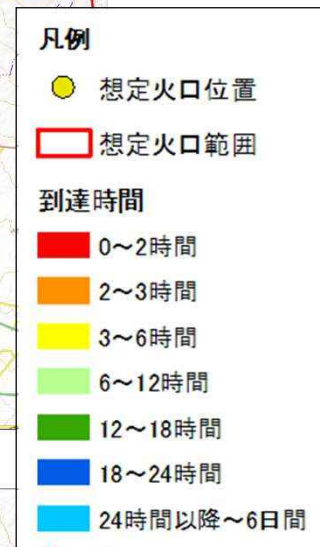 凡例
想定火口位置
想定火口範囲
到達時間
0〜2時間
2〜3時間
3〜6時間
6〜12時間
12〜18時間
18〜24時間
24時間以降〜6日間